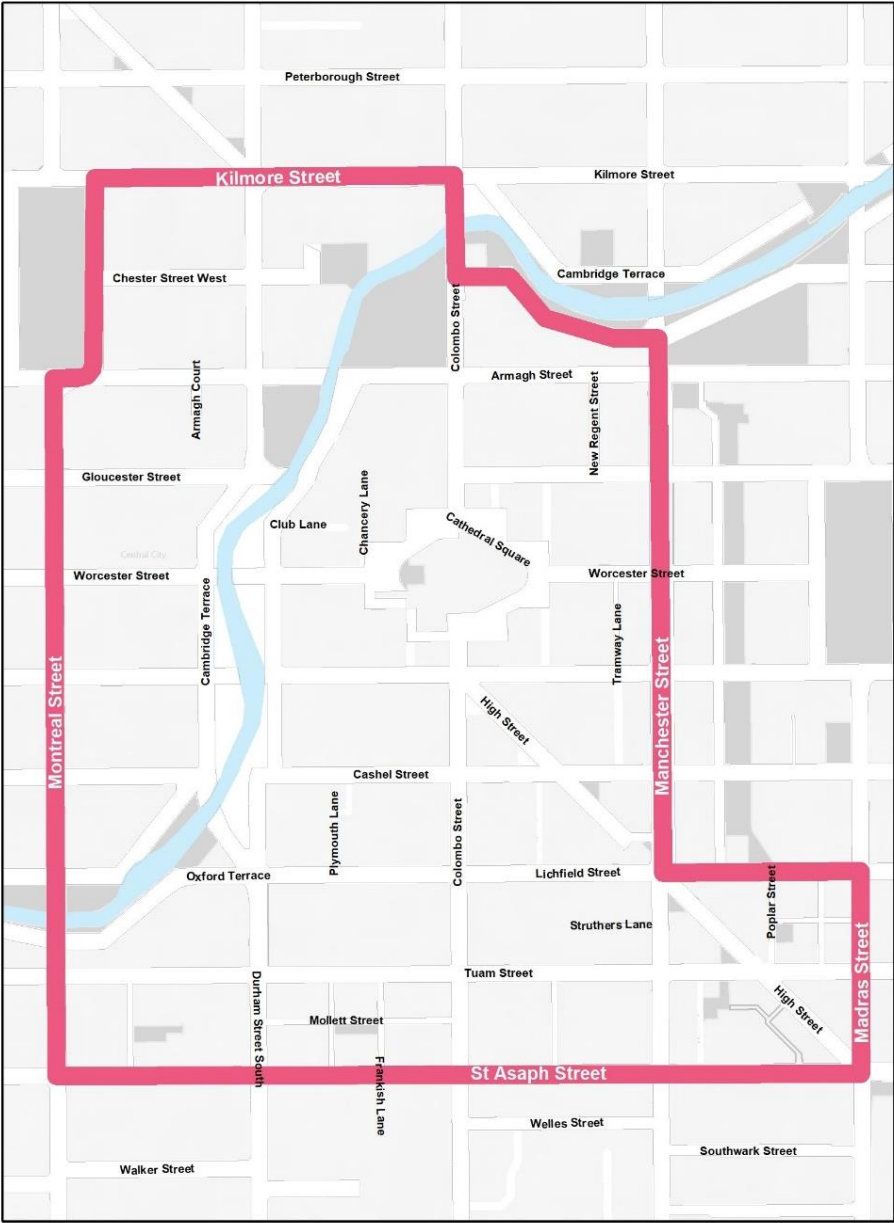 Peterborough Street
Kilmore Street
Kilmore Street
Chester Street West
Cambridge Terrace
Colombo Street
Armagh Court
Armagh Street
New Regent Street
Gloucester Street
Chancery Lane
Club Lane
Cathedral Square
Central City
Worcester Street
Worcester Street
Cambridge Terrace
Tramway Lane
Montreal Street
Manchester Street
High Street
Cashel Street
Plymouth Lane
Colombo Street
Oxford Terrace
Lichfield Street
Poplar Street
Struthers Lane
Madras Street
Tuam Street
Durham Street South
Mollett Street
High Street
Frankish Lane
St Asaph Street
Welles Street
Southwark Street
Walker Street